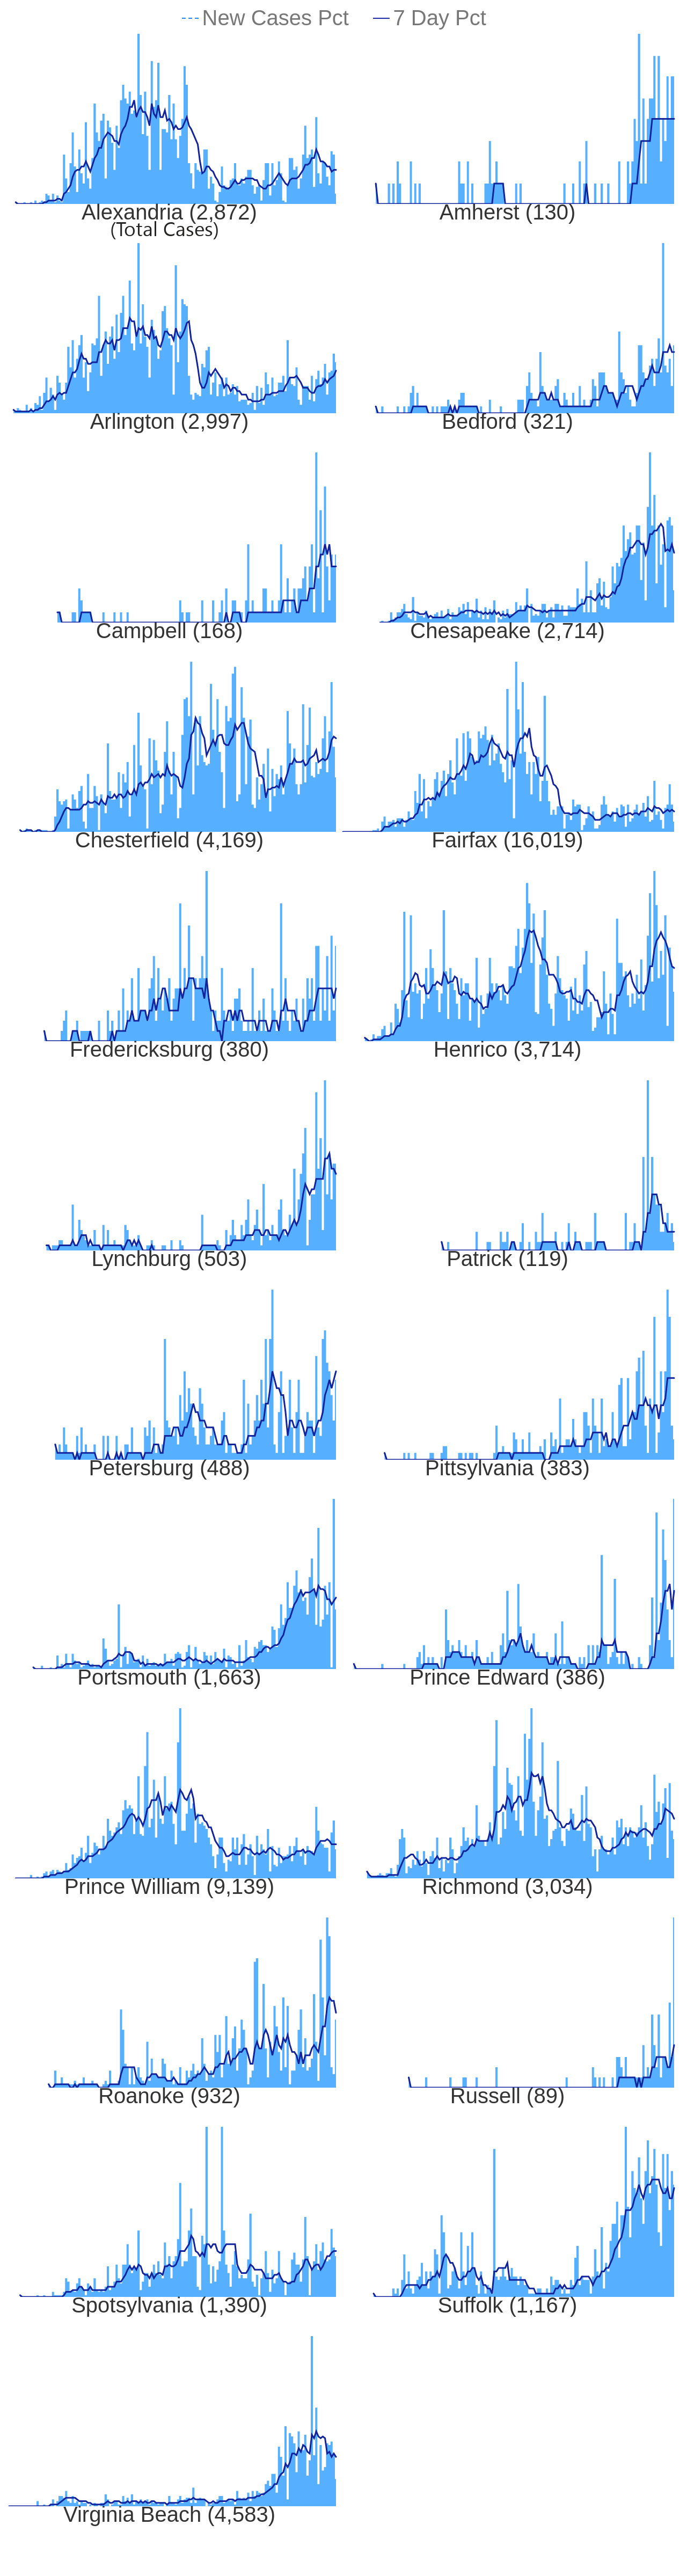 New Cases Pct 7 Day Pct
Alexandria (2,872) Amherst (130)
(Total Cases)
Arlington (2,997) Bedford (321)
Campbell (168) Chesapeake (2,714)
Chesterfield (4,169) Fairfax (16,019)
Fredericksburg (380) Henrico (3,714)
Lynchburg (503) Patrick (119)
Petersburg (488) Pittsylvania (383)
Portsmouth (1,663) Prince Edward (386)
Prince William (9,139) Richmond (3,034)
Roanoke (932) Russell (89)
Spotsylvania (1,390) Suffolk (1,167)
Virginia Beach (4,583)